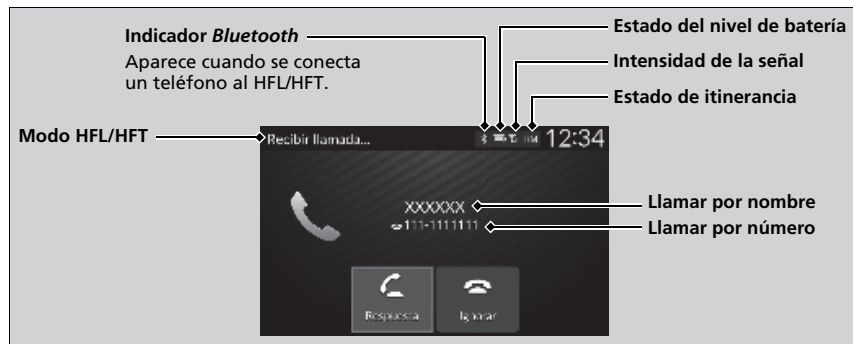 Indicador Bluetooth
Aparece cuando se conecta
un teléfono al HFL/HFT.
Estado del nivel de batería
Intensidad de la señal
Estado de itinerancia
Modo HFL/HFT
Recibir llamada...
12:34
XXXXXX
111-1111111
Llamar por nombre
Llamar por número
Respuesta
Ignorar